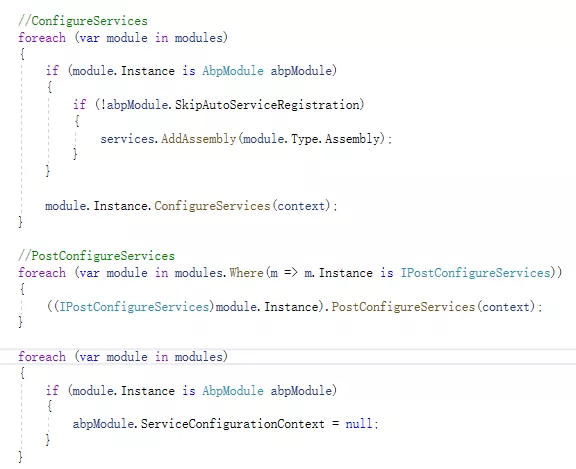 //ConfigureServices
foreach (var module in modules)
{
if (module.Instance is AbpModule abpModule)
{
if (!abpModule.SkipAutoServiceRegistration)
{
services.AddAssembly(module.Type.Assembly);
}
}
module.Instance.ConfigureServices(context);
}
//PostConfigureServices
foreach (var module in modules.Where(m => m.Instance is IPostConfigureServices))
{
((IPostConfigureServices)module.Instance).PostConfigureServices(context);
}
foreach (var module in modules)
{
if (module.Instance is AbpModule abpModule)
{
abpModule.ServiceConfigurationContext = null;
}
}